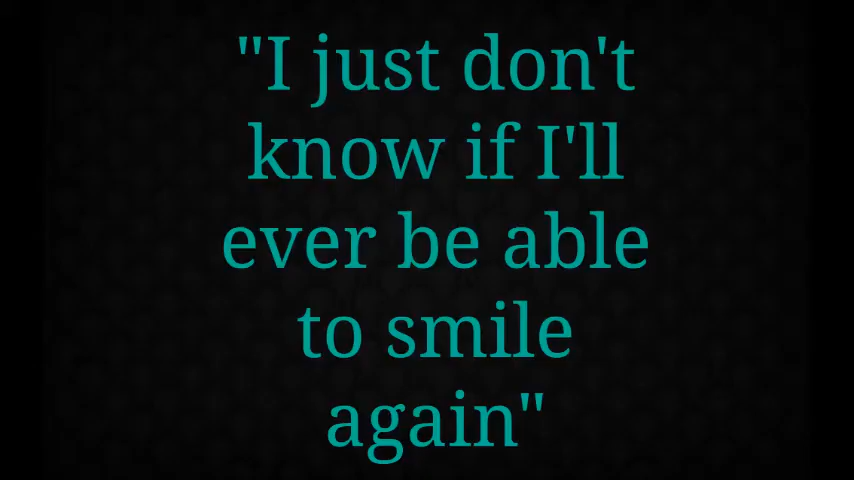 "I just don't
know if I'll
ever be able
to smile
again"